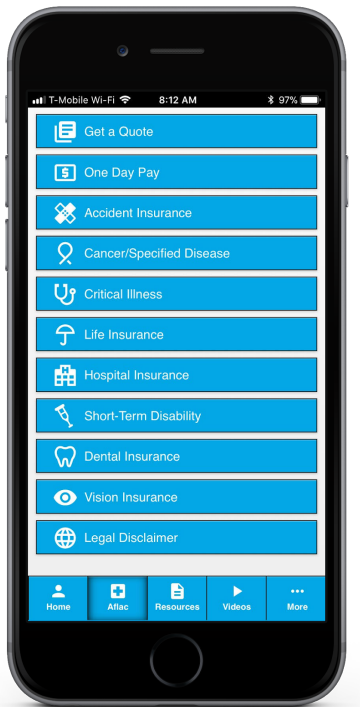 T-Mobile Wi-Fi 8:12 AM 97%
Get a Quote
One Day Pay
Accident Insurance
Cancer/Specified Disease
Critical Illness
Life Insurance
Hospital Insurance
Short-Term Disability
Dental Insurance
Vision Insurance
Legal Disclaimer
Home Aflac Resources Videos More